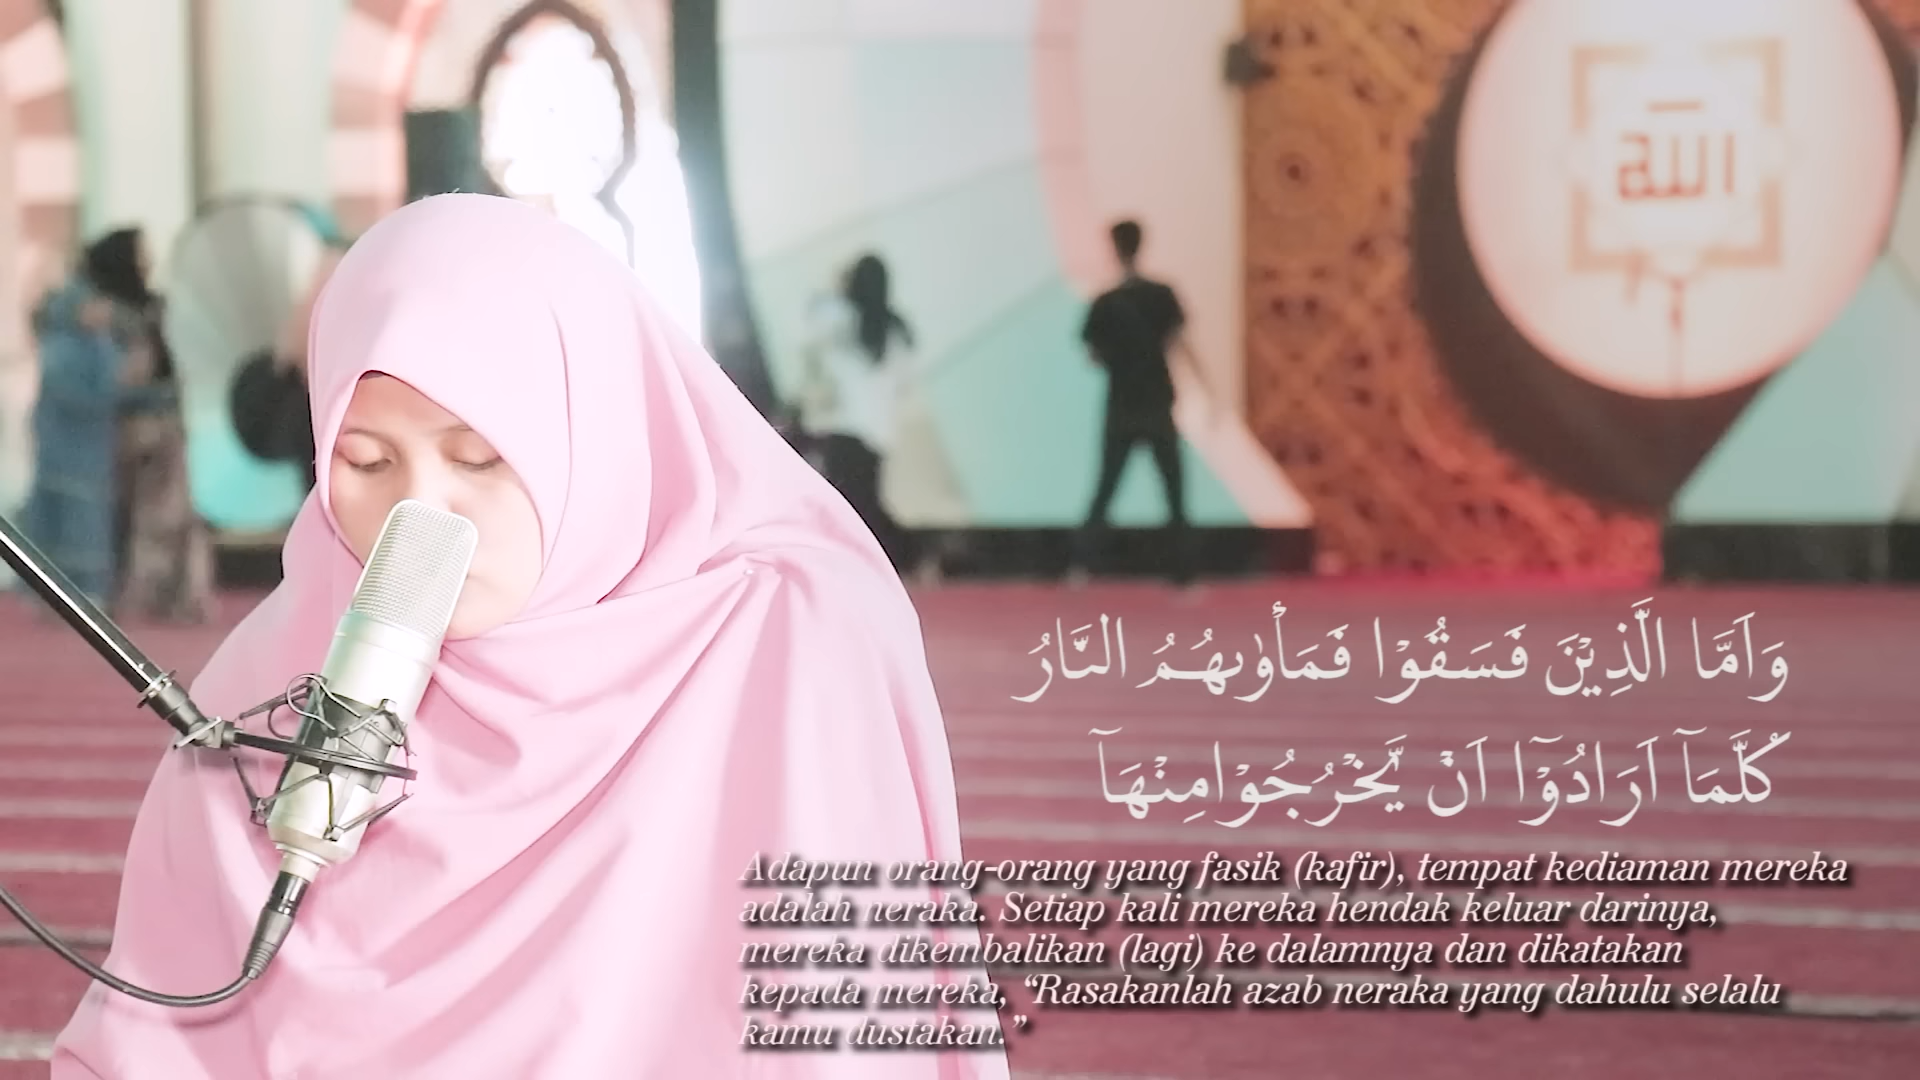 الله
وَاَمَّا الَّذِيْنَ فَسَقُوْا فَمَأْوٰىهُمُ النَّارُ
كُلَّمَآ اَرَادُوْٓا اَنْ يَّخْرُجُوْا مِنْهَآ
Adapun orang-orang yang fasik (kafir), tempat kediaman mereka
adalah neraka. Setiap kali mereka hendak keluar darinya,
mereka dikembalikan (lagi) ke dalamnya dan dikatakan
kepada mereka, “Rasakanlah azab neraka yang dahulu selalu
kamu dustakan.”